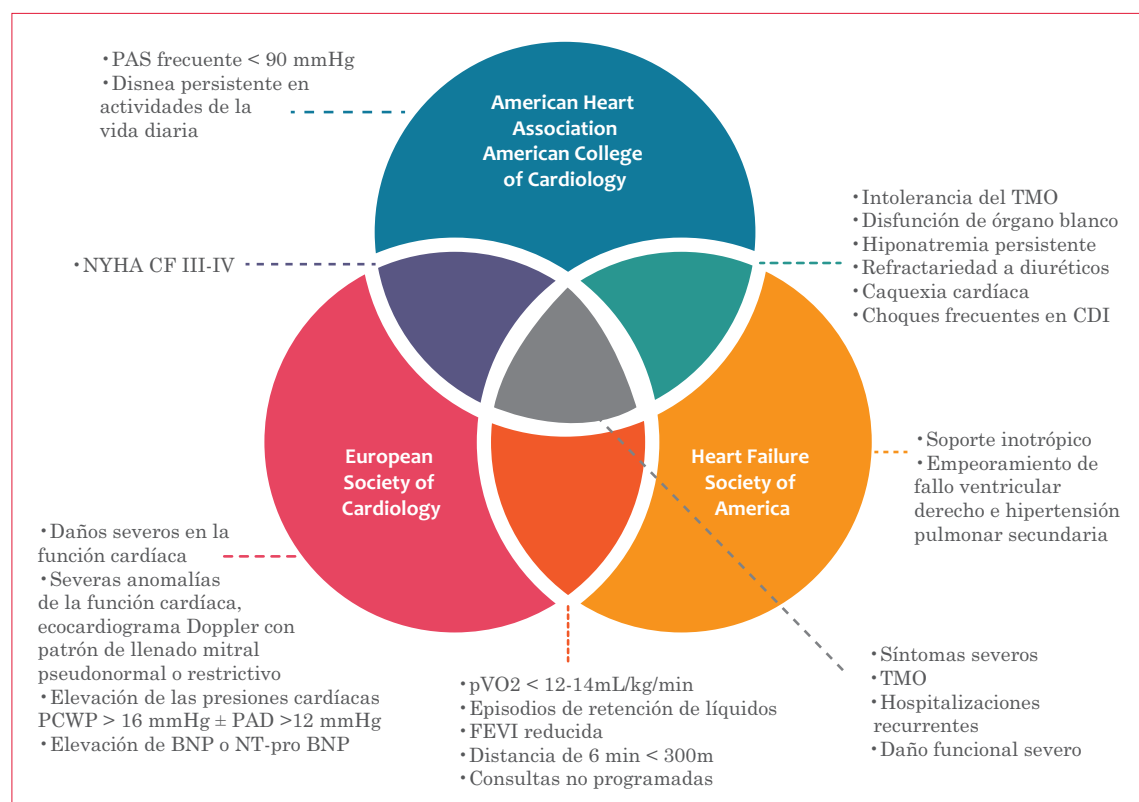 •PAS frecuente < 90 mmHg
•Disnea persistente en
actividades de la
vida diaria
American Heart
Association
American College
of Cardiology
•Intolerancia del TMO
•Disfunción de órgano blanco
•Hiponatremia persistente
•Refractariedad a diuréticos
•Caquexia cardíaca
•Choques frecuentes en CDI
•NYHA CF III-IV
European
Society of
Cardiology
Heart Failure
Society of
America
•Soporte inotrópico
•Empeoramiento de
fallo ventricular
derecho e hipertensión
pulmonar secundaria
•Daños severos en la
función cardíaca
•Severas anomalías
de la función cardíaca,
ecocardiograma Doppler con
patrón de llenado mitral
pseudonormal o restrictivo
•Elevación de las presiones cardíacas
PCWP > 16 mmHg ± PAD >12 mmHg
•Elevación de BNP o NT-pro BNP
•pVO2 < 12-14mL/kg/min
•Episodios de retención de líquidos
•FEVI reducida
•Distancia de 6 min < 300m
•Consultas no programadas
•Síntomas severos
•TMO
•Hospitalizaciones
recurrentes
•Daño funcional severo